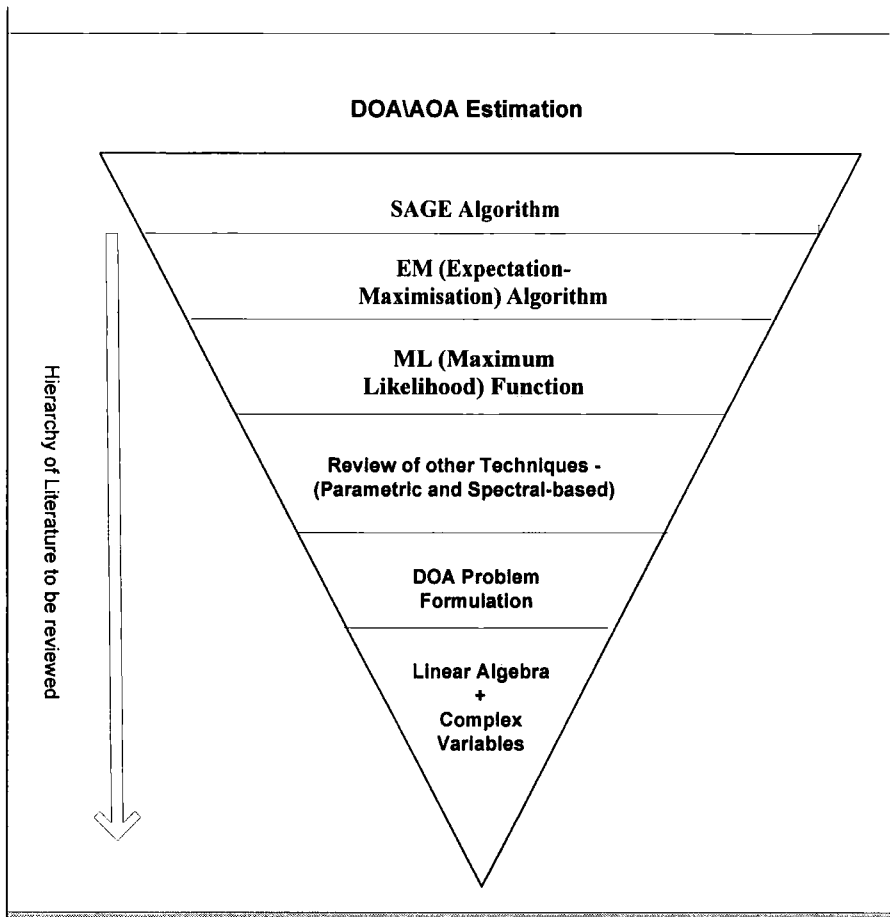 DOA\AOA Estimation
SAGE Algorithm
EM (Expectation-
Maximisation) Algorithm
ML (Maximum
Likelihood) Function
Review of other Techniques -
(Parametric and Spectral-based)
DOA Problem
Formulation
Linear Algebra
+
Complex
Variables
Hierarchy of Literature to be reviewed